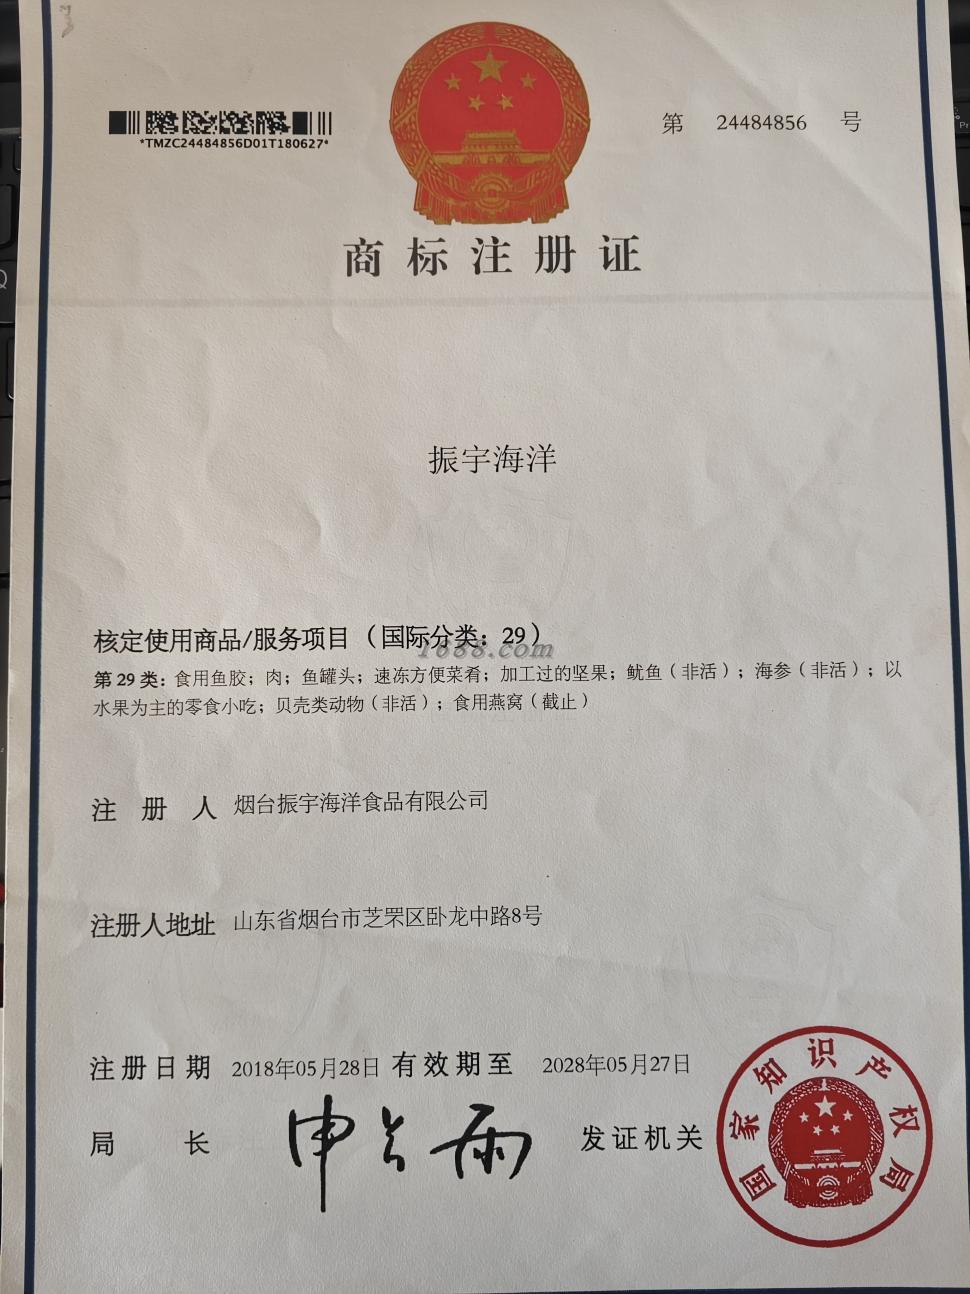 *TMZC24484856D01T180627*
第 24484856 号
商标注册证
振宇海洋
核定使用商品/服务项目（国际分类：29）
1688.com
第 29 类：食用鱼胶；肉；鱼罐头；速冻方便菜肴；加工过的坚果；鱿鱼（非活）；海参（非活）；以
水果为主的零食小吃；贝壳类动物（非活）；食用燕窝（截止）
注册人 烟台振宇海洋食品有限公司
注册人地址 山东省烟台市芝罘区卧龙中路8号
注册日期 2018年05月28日 有效期至 2028年05月27日
局长 申长雨 发证机关
国家知识产权局